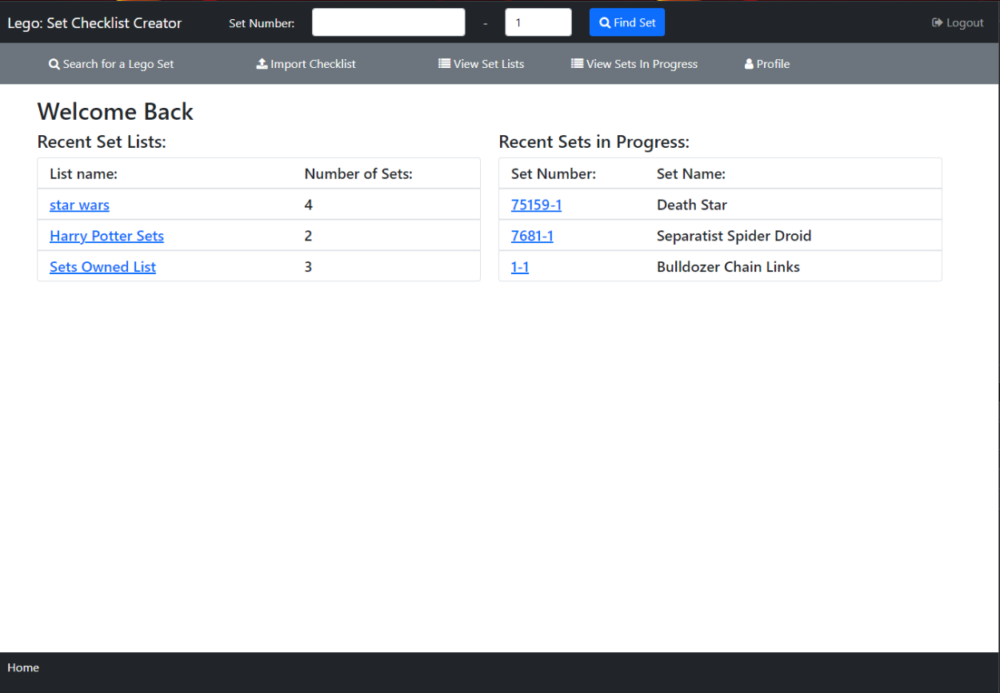 Lego: Set Checklist Creator Set Number: - 1 Find Set Logout
Search for a Lego Set Import Checklist View Set Lists View Sets In Progress Profile
Welcome Back
Recent Set Lists: Recent Sets in Progress:
List name: Number of Sets: Set Number: Set Name:
star wars 4 75159-1 Death Star
Harry Potter Sets 2 7681-1 Separatist Spider Droid
Sets Owned List 3 1-1 Bulldozer Chain Links
Home